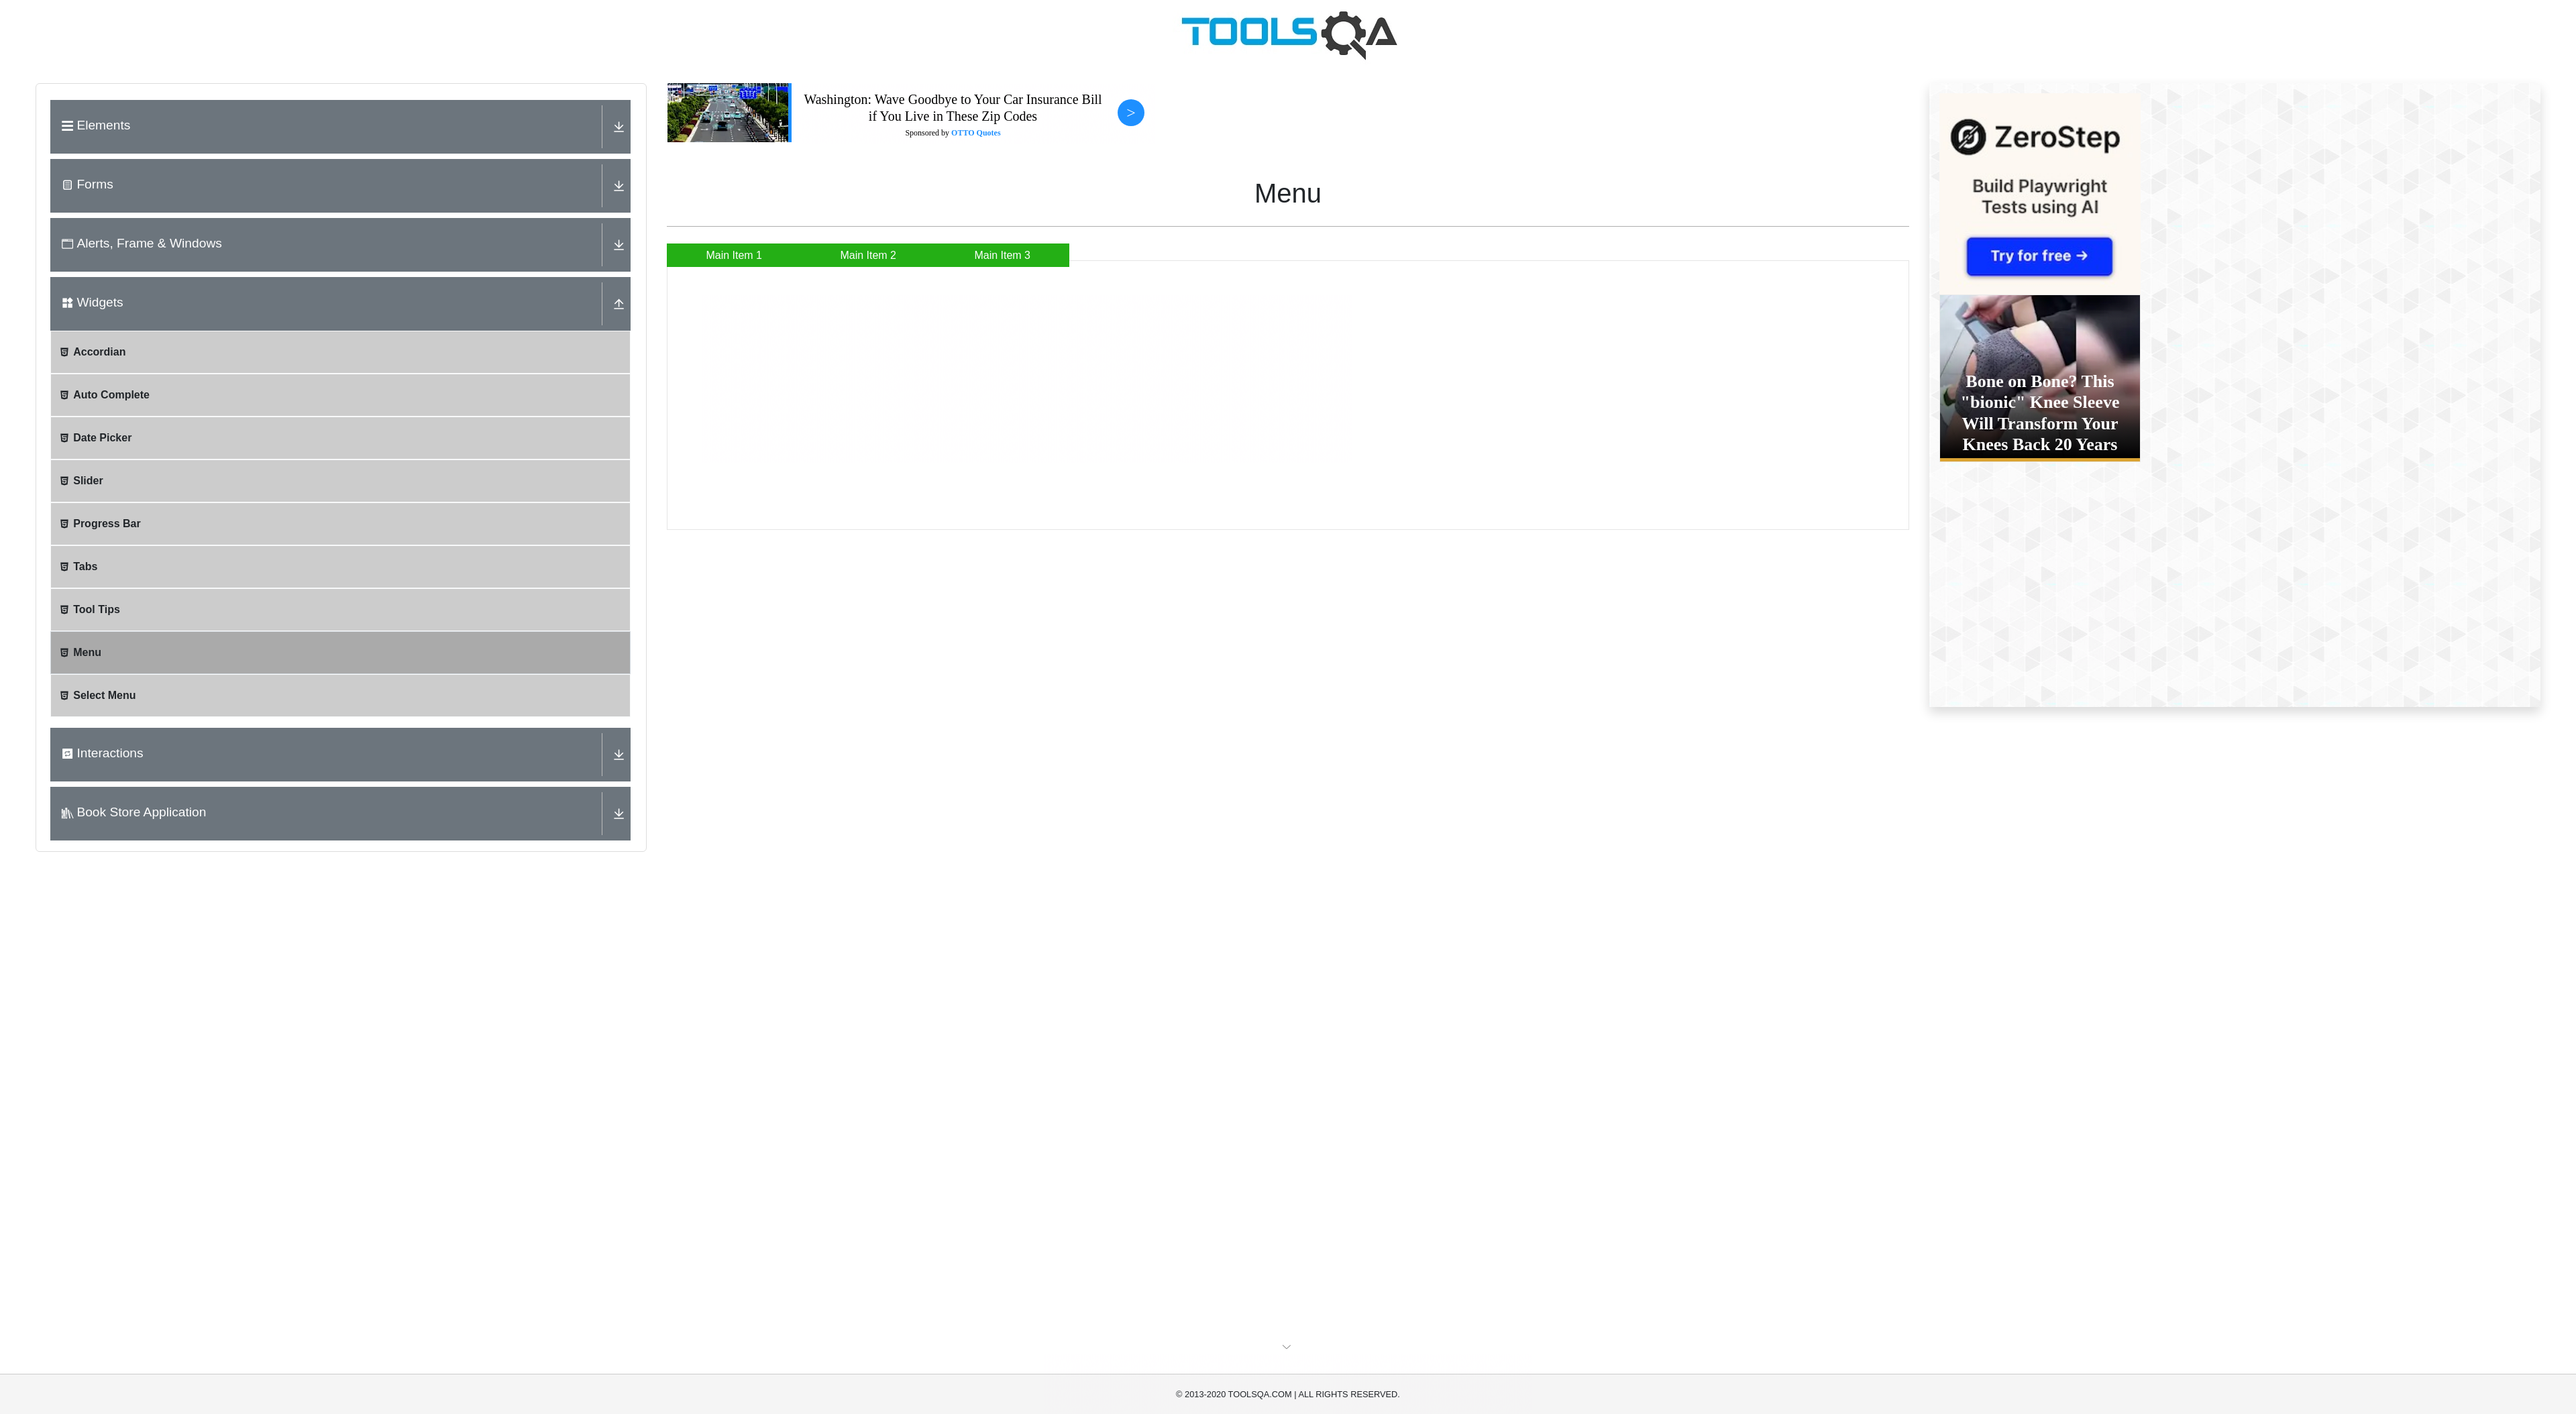 TOOLSQA
Elements
Forms
Alerts, Frame & Windows
Widgets
Accordian
Auto Complete
Date Picker
Slider
Progress Bar
Tabs
Tool Tips
Menu
Select Menu
Interactions
Book Store Application
Washington: Wave Goodbye to Your Car Insurance Bill
if You Live in These Zip Codes
Sponsored by OTTO Quotes
>
Menu
Main Item 1
Main Item 2
Main Item 3
ZeroStep
Build Playwright
Tests using AI
Try for free →
Bone on Bone? This
"bionic" Knee Sleeve
Will Transform Your
Knees Back 20 Years
© 2013-2020 TOOLSQA.COM | ALL RIGHTS RESERVED.